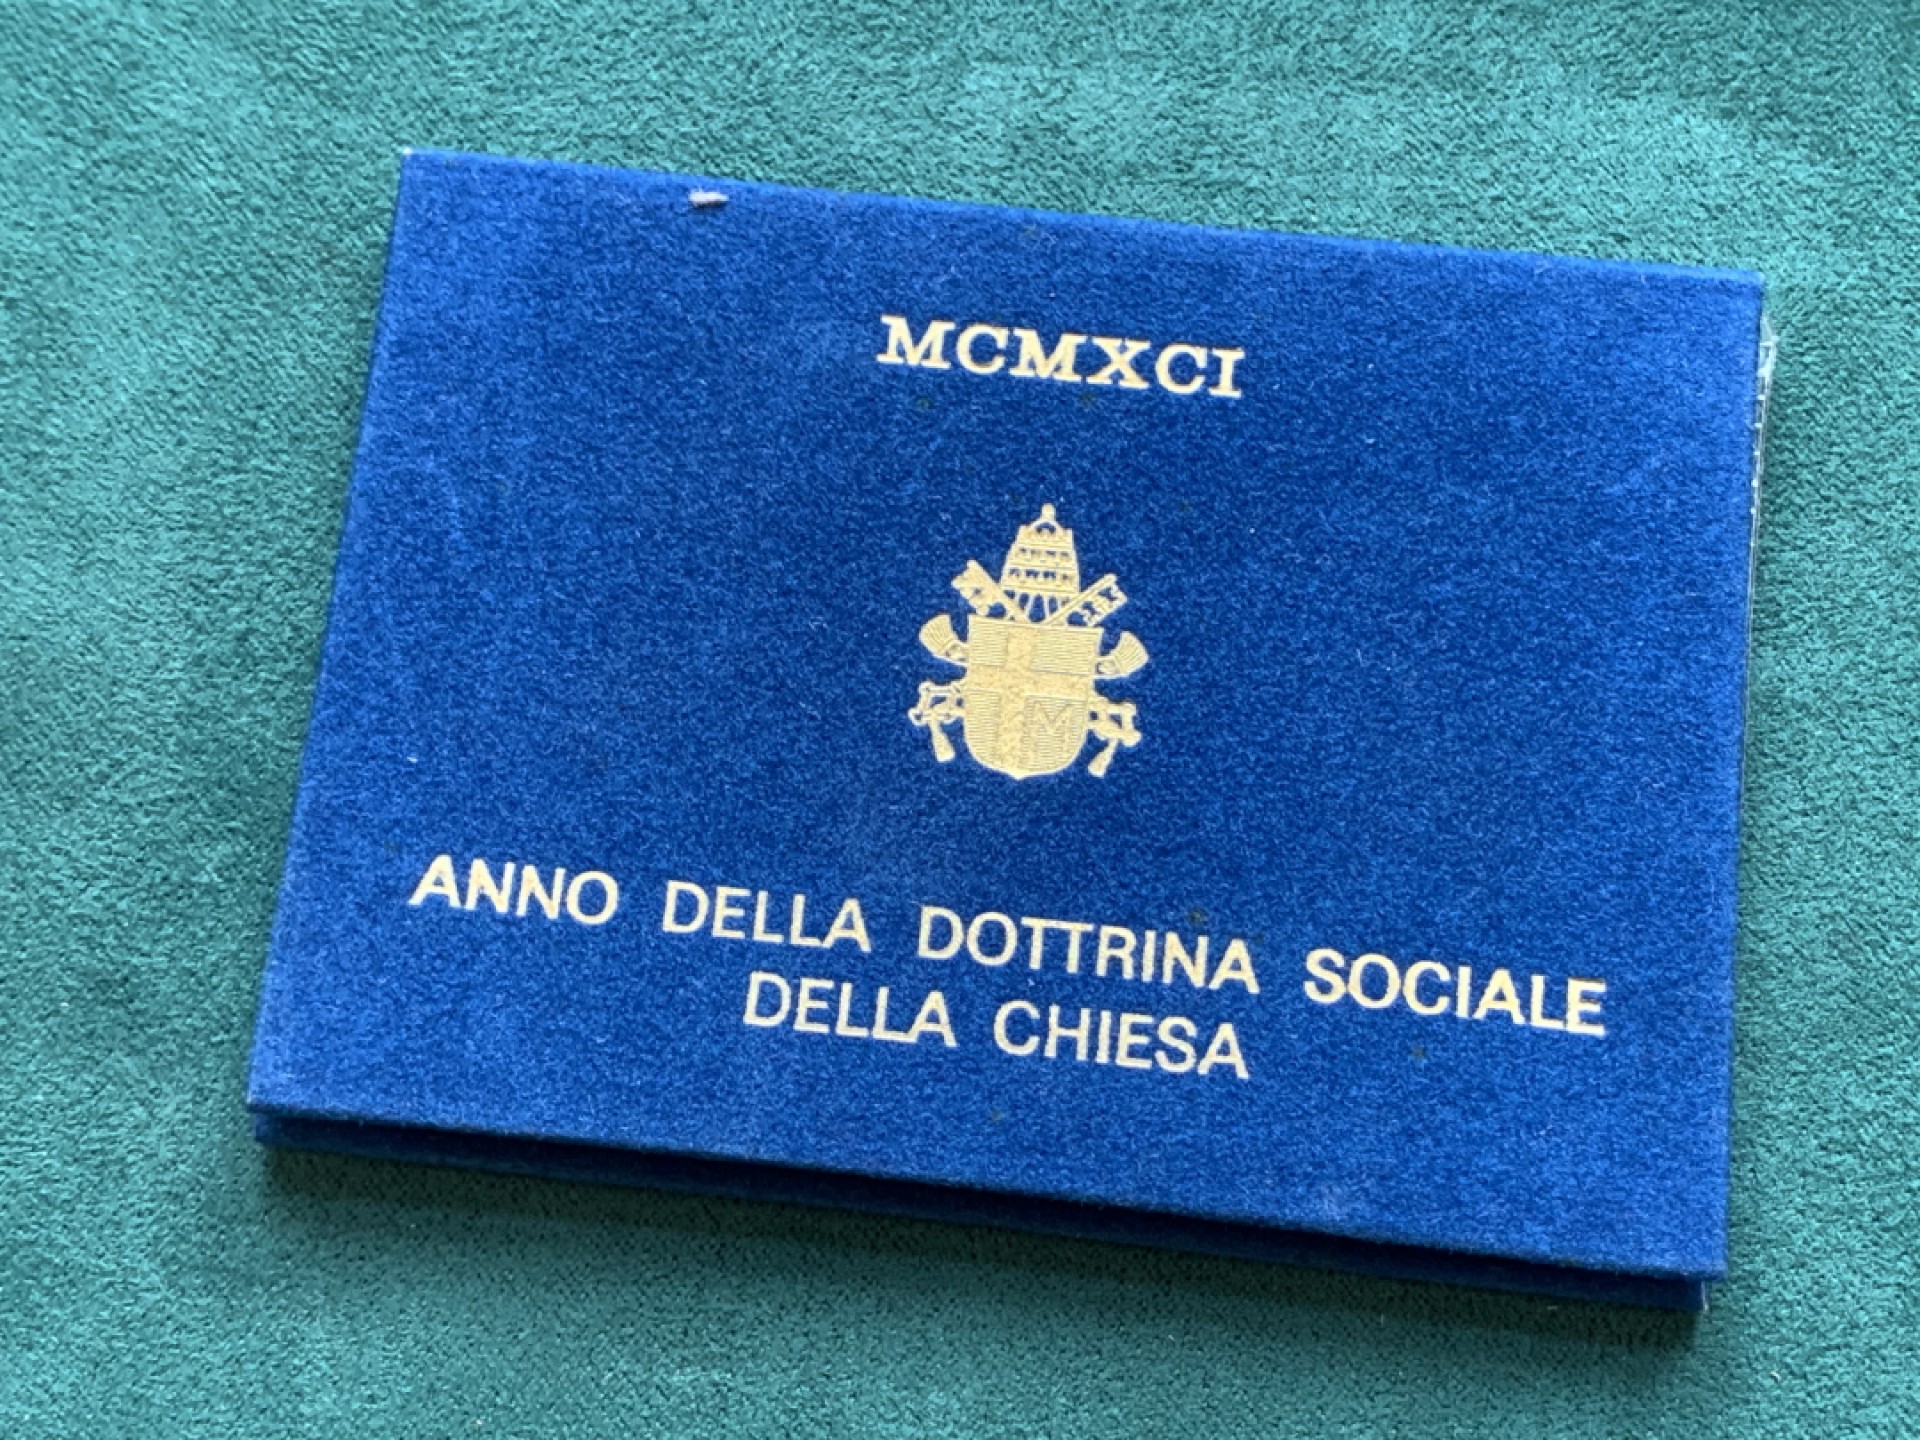 MCMXCI
M
ANNO DELLA DOTTRINA SOCIALE
DELLA CHIESA